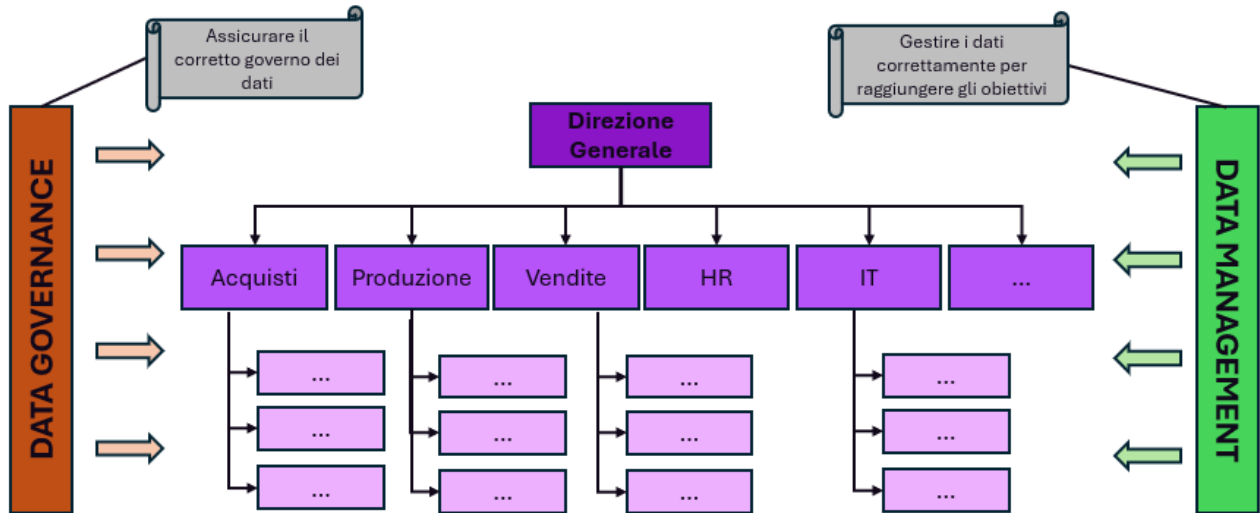 Assicurare il
corretto governo dei
dati
Gestire i dati
correttamente per
raggiungere gli obiettivi
DATA GOVERNANCE
Direzione
Generale
DATA MANAGEMENT
Acquisti
Produzione
Vendite
HR
IT
...
...
...
...
...
...
...
...
...
...
...
...
...
...